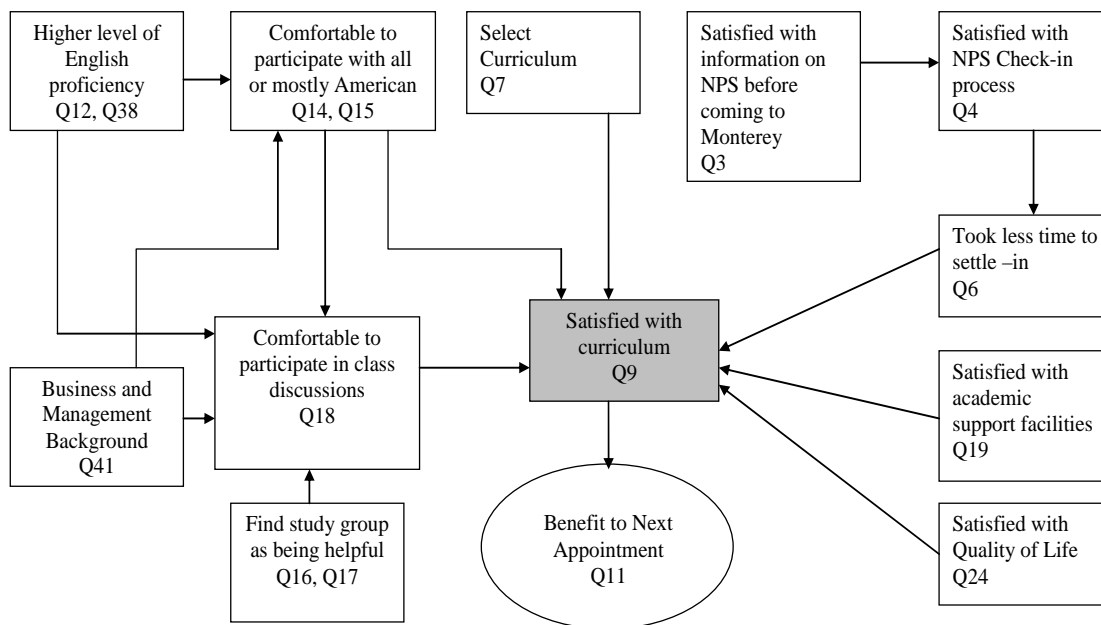 Higher level of
English
proficiency
Q12, Q38
Comfortable to
participate with all
or mostly American
Q14, Q15
Select
Curriculum
Q7
Satisfied with
information on
NPS before
coming to
Monterey
Q3
Satisfied with
NPS Check-in
process
Q4
Took less time to
settle –in
Q6
Comfortable to
participate in class
discussions
Q18
Satisfied with
curriculum
Q9
Business and
Management
Background
Q41
Satisfied with
academic
support facilities
Q19
Find study group
as being helpful
Q16, Q17
Benefit to Next
Appointment
Q11
Satisfied with
Quality of Life
Q24